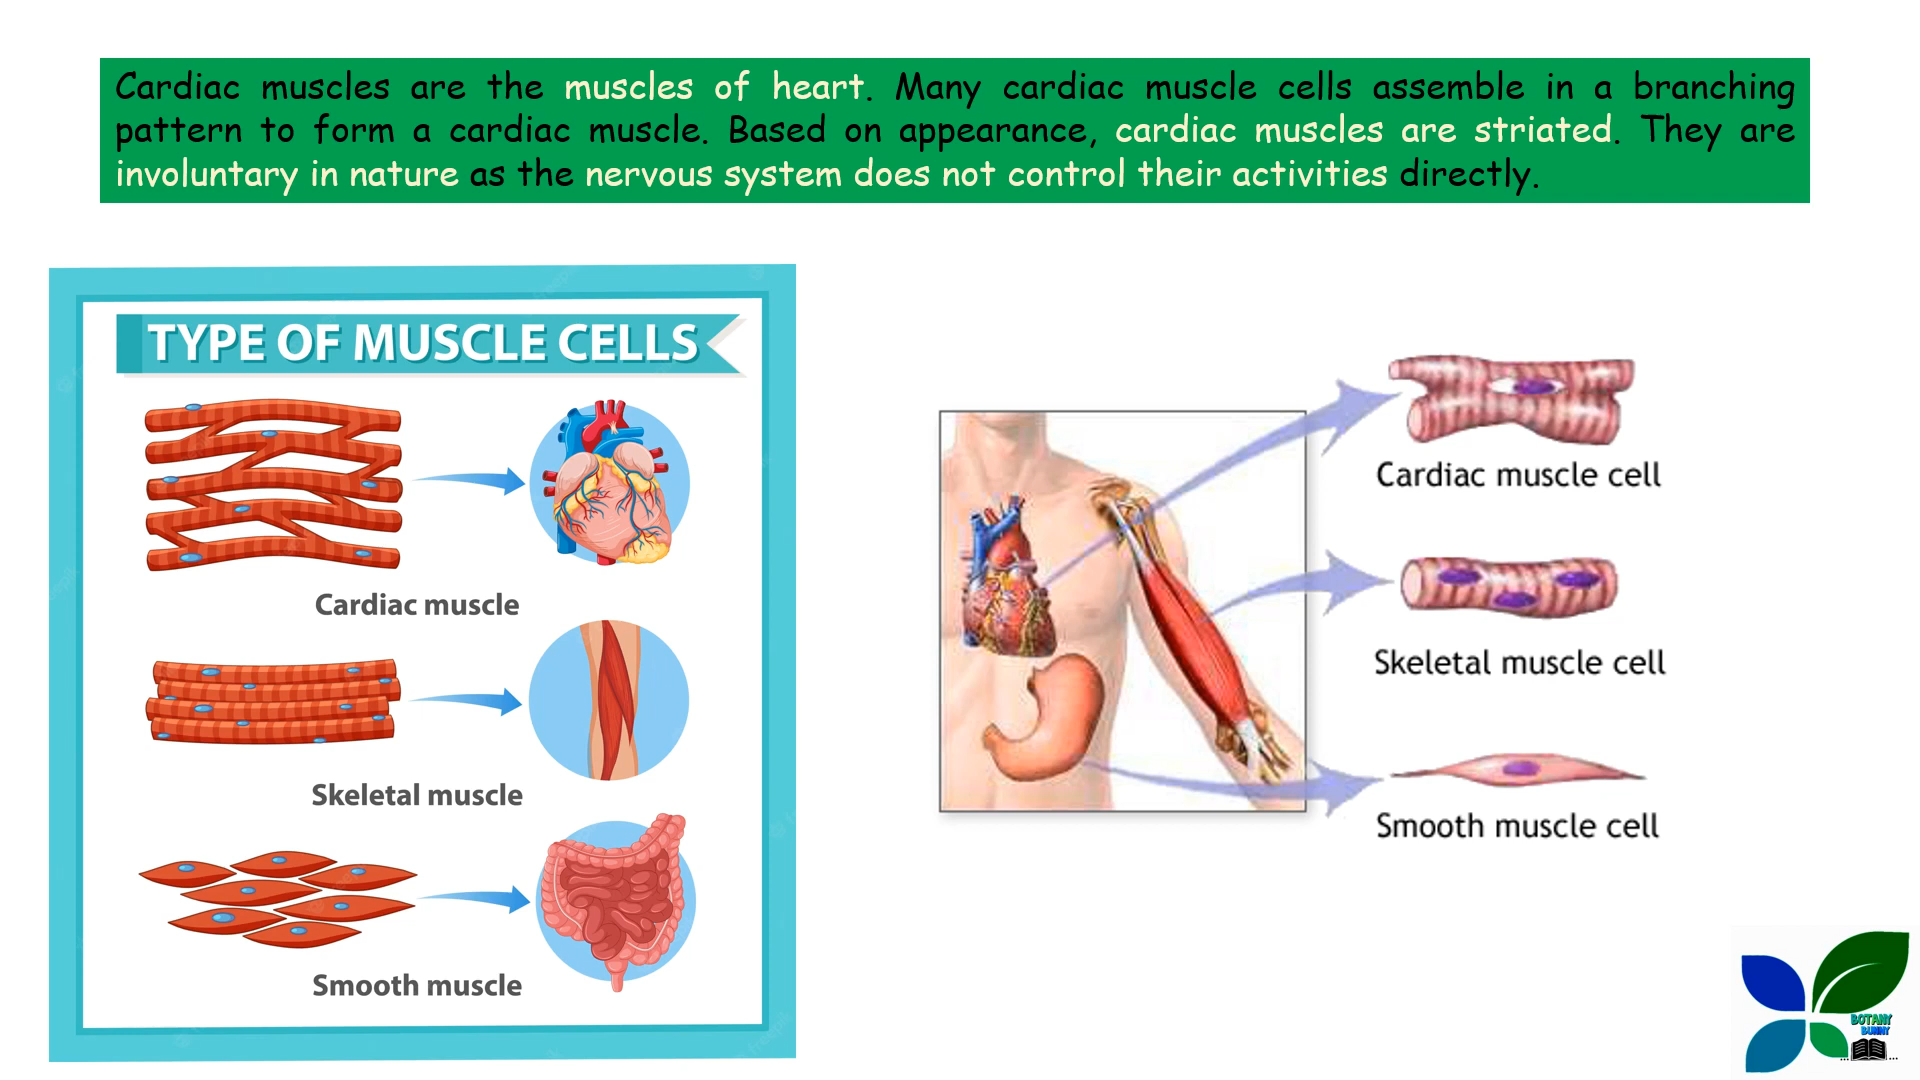 Cardiac muscles are the muscles of heart. Many cardiac muscle cells assemble in a branching
pattern to form a cardiac muscle. Based on appearance, cardiac muscles are striated. They are
involuntary in nature as the nervous system does not control their activities directly.
TYPE OF MUSCLE CELLS
Cardiac muscle
Skeletal muscle
Smooth muscle
Cardiac muscle cell
Skeletal muscle cell
Smooth muscle cell
BOTANY
BUNNY